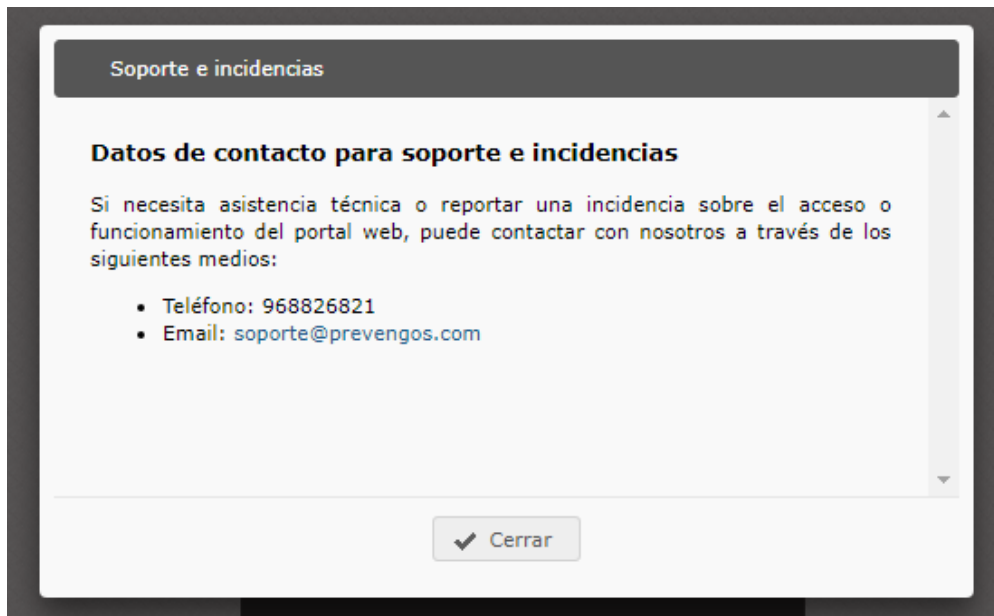 Soporte e incidencias
Datos de contacto para soporte e incidencias
Si necesita asistencia técnica o reportar una incidencia sobre el acceso o
funcionamiento del portal web, puede contactar con nosotros a través de los
siguientes medios:
• Teléfono: 968826821
• Email: soporte@prevengos.com
Cerrar